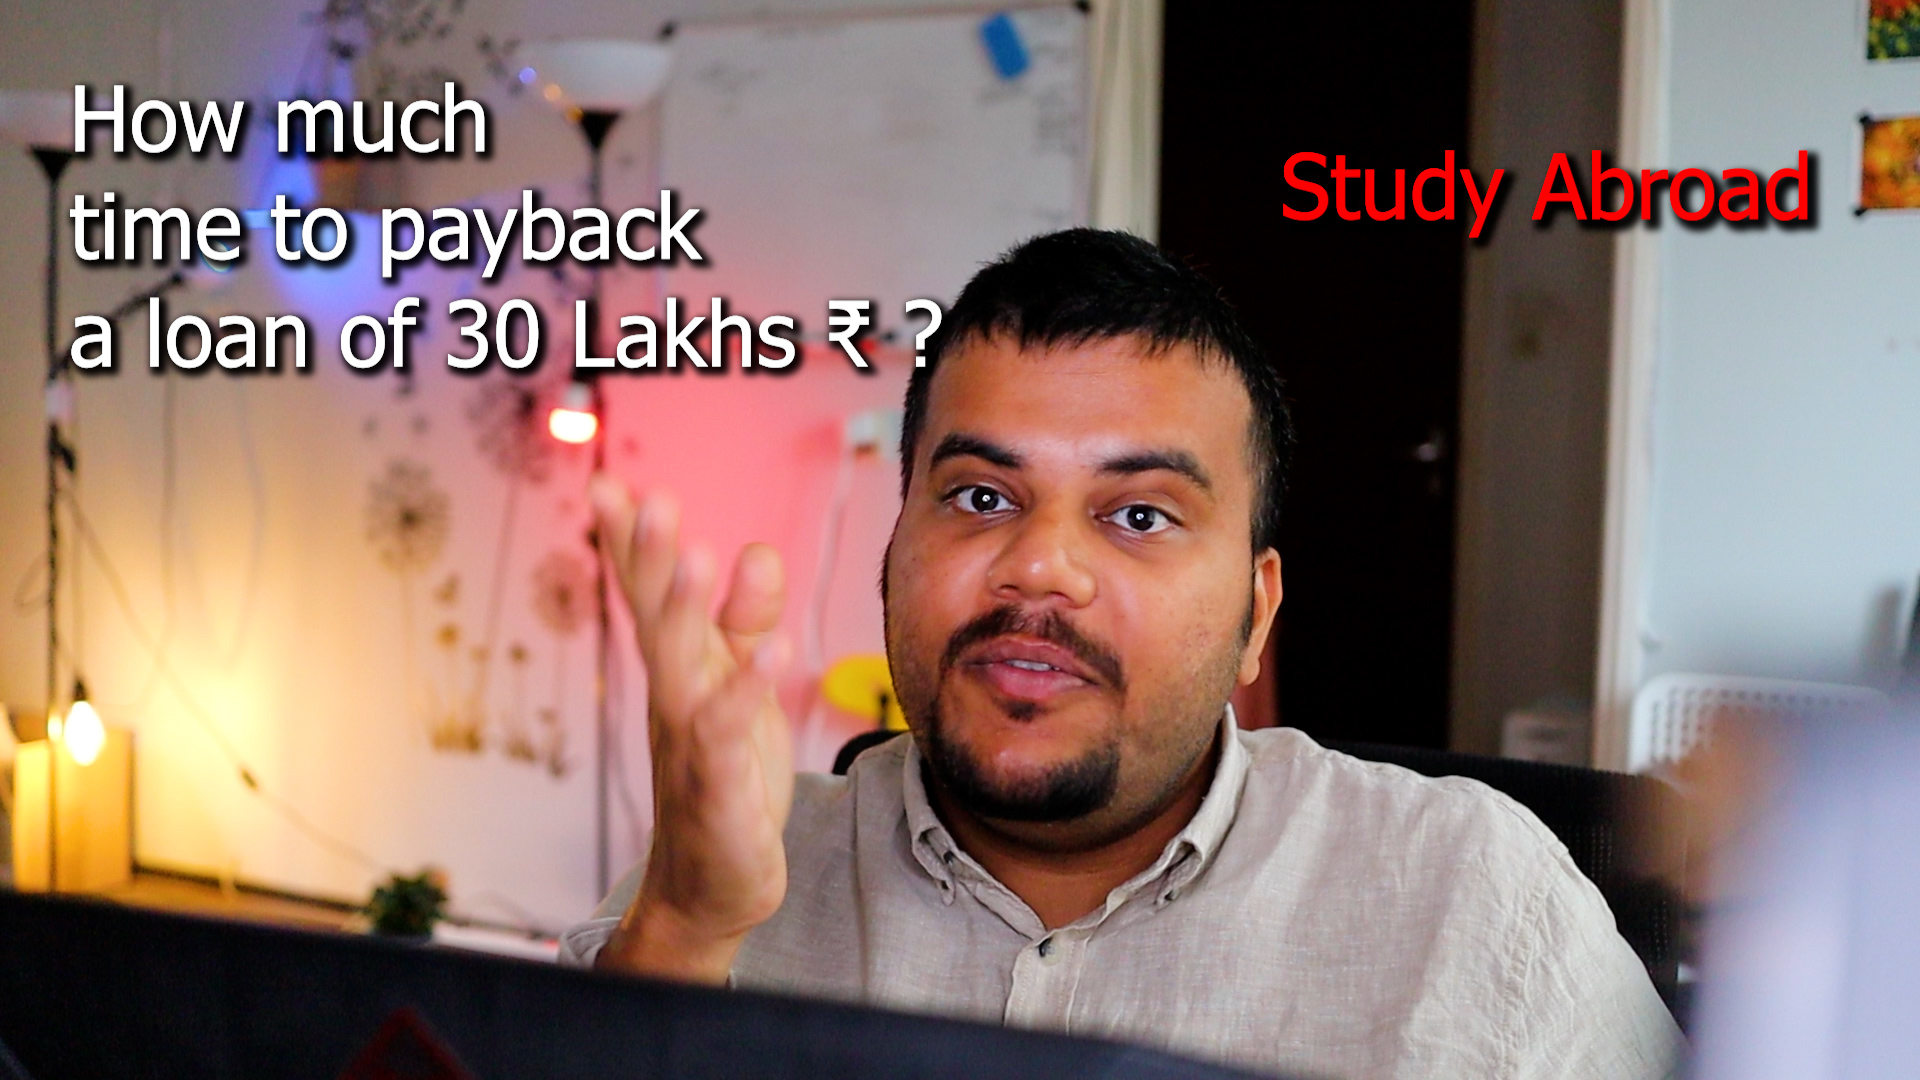 How much
time to payback
a loan of 30 Lakhs ₹ ?
Study Abroad